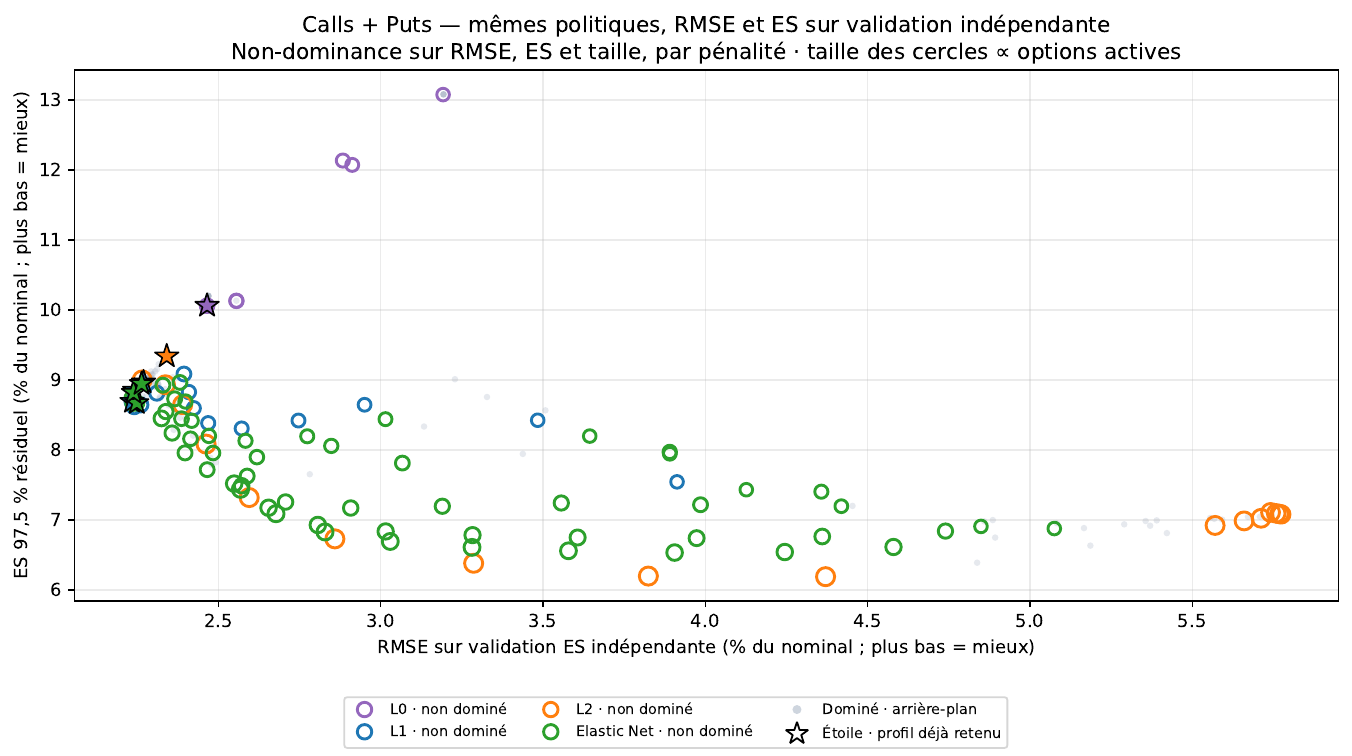 Calls + Puts — mêmes politiques, RMSE et ES sur validation indépendante
Non-dominance sur RMSE, ES et taille, par pénalité · taille des cercles ∝ options actives
ES 97,5 % résiduel (% du nominal ; plus bas = mieux)
13
12
11
10
9
8
7
6
2.5
3.0
3.5
4.0
4.5
5.0
5.5
RMSE sur validation ES indépendante (% du nominal ; plus bas = mieux)
L0 · non dominé
L1 · non dominé
L2 · non dominé
Elastic Net · non dominé
Dominé · arrière-plan
Étoile · profil déjà retenu